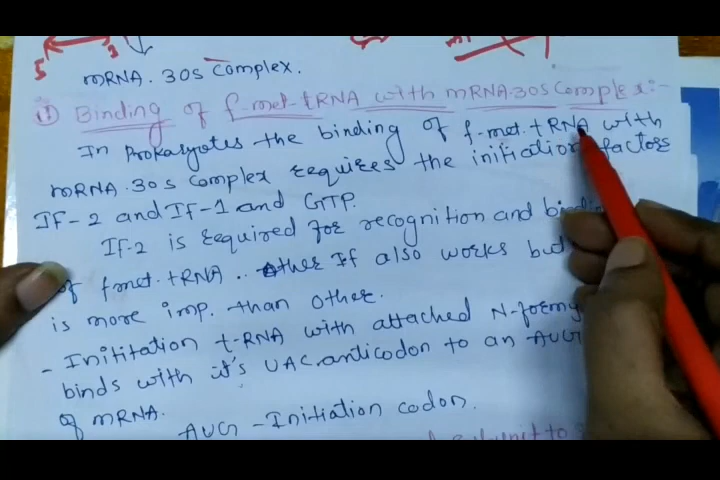 5 3 m
mRNA. 30S Complex.
ii) Binding of f-met-tRNA with mRNA-30S Complex:-
In Prokaryotes the binding of f-met. tRNA with
mRNA. 30S Complex requires the initiation factors
IF-2 and IF-1 and GTP.
IF-2 is required for recognition and
of fmet. tRNA.. other IF also works but
is more imp. than other.
- Inititation t-RNA with attached
binds with it's UAC anticodon to an AUG
of mRNA.
AUG - Initiation codon.